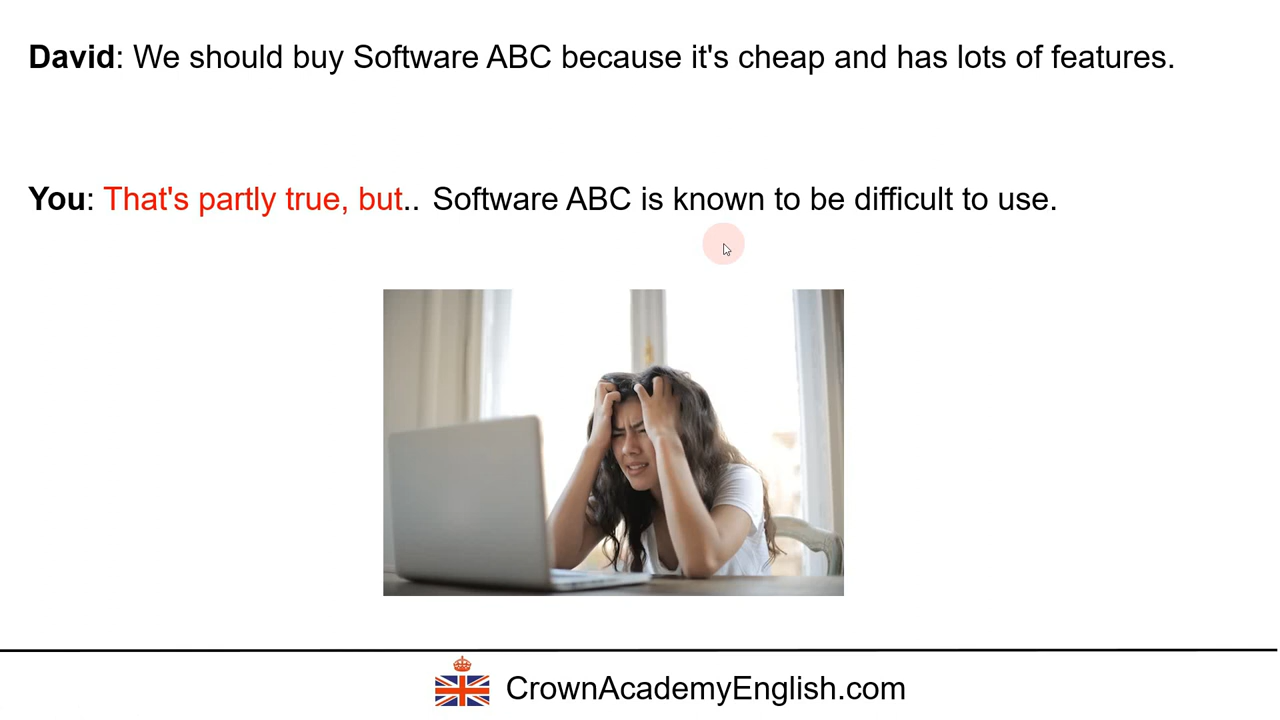 David: We should buy Software ABC because it's cheap and has lots of features.
You: That's partly true, but.. Software ABC is known to be difficult to use.
CrownAcademyEnglish.com